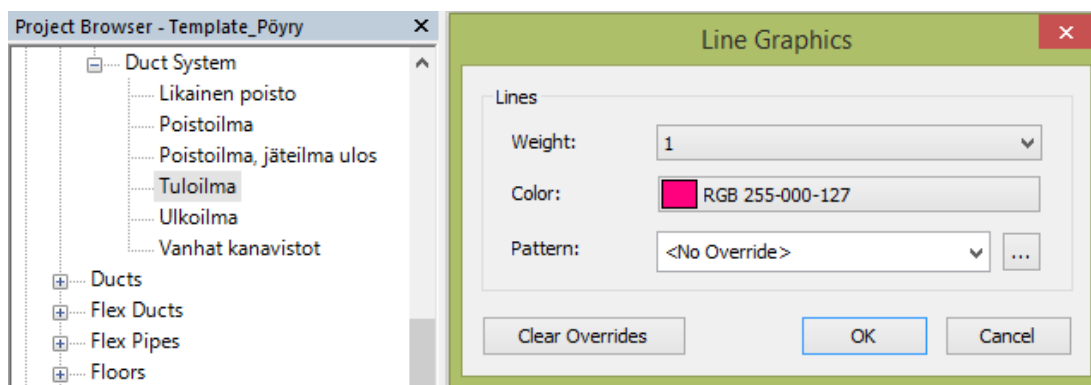 Project Browser - Template_Pöyry
Duct System
Likainen poisto
Poistoilma
Poistoilma, jäteilma ulos
Tuloilma
Ulkoilma
Vanhat kanavistot
Ducts
Flex Ducts
Flex Pipes
Floors
Line Graphics
Lines
Weight:
1
Color:
RGB 255-000-127
Pattern:
<No Override>
...
Clear Overrides
OK
Cancel